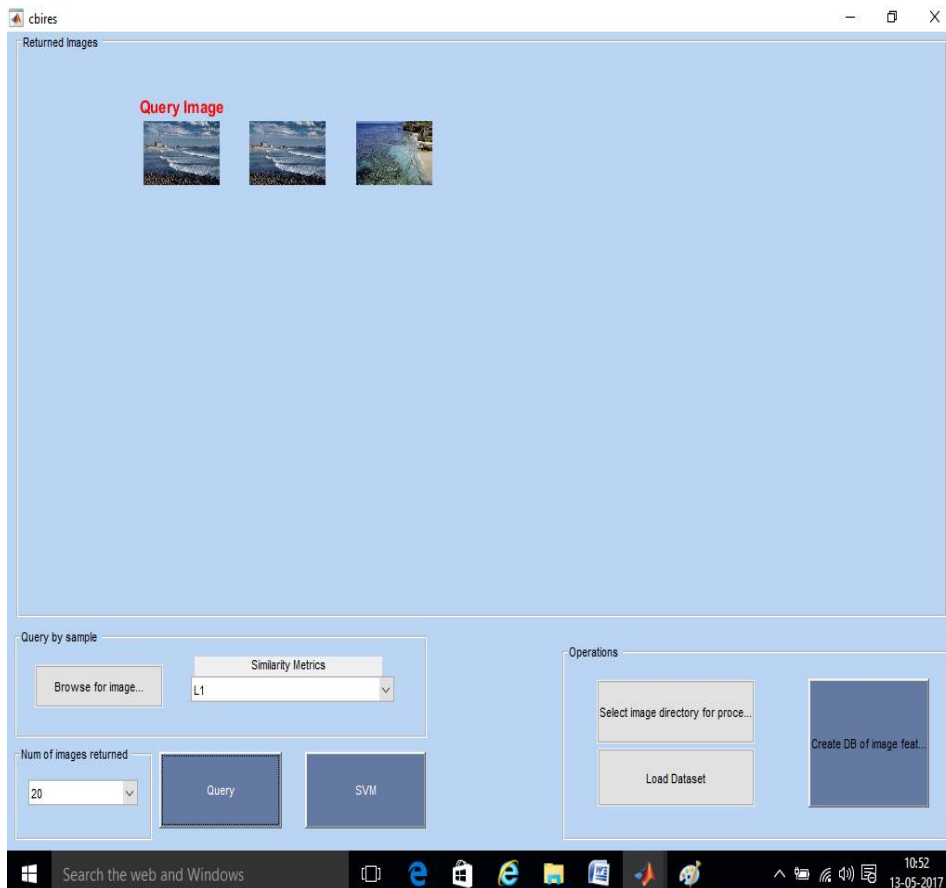 cbires
Returned Images
Query Image
Query by sample
Browse for image...
Similarity Metrics
L1
Num of images returned
20
Query
SVM
Operations
Select image directory for proce...
Load Dataset
Create DB of image feat...
Search the web and Windows
10:52
13-05-2017